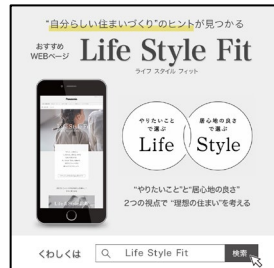 "自分らしい住まいづくり"のヒントが見つかる
おすすめ
WEBページ
Life Style Fit
ライフ スタイル フィット
Panasonic
やりたいこと
で選ぶ
Life
居心地の良さ
で選ぶ
Style
"やりたいこと"と"居心地の良さ"
2つの視点で "理想の住まい"を考える
くわしくは
Life Style Fit
検索